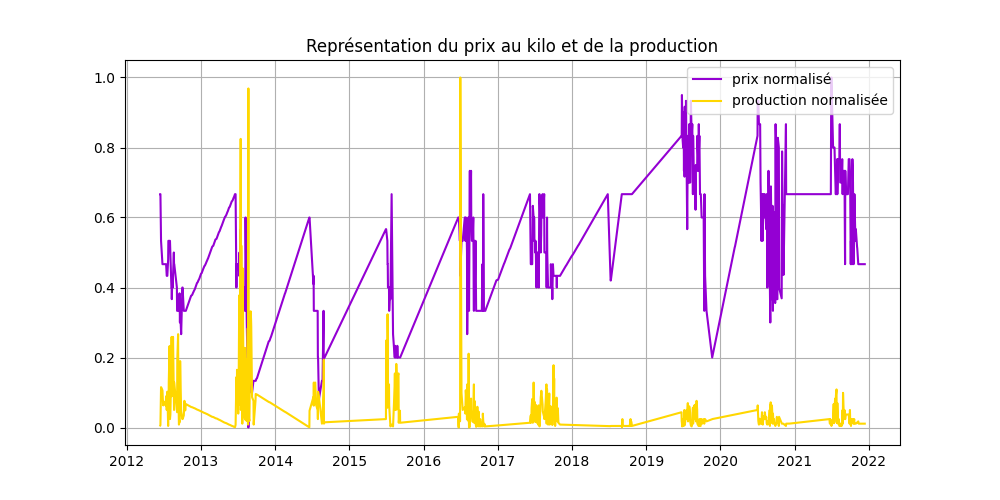 Représentation du prix au kilo et de la production
prix normalisé
production normalisée
1.0
0.8
0.6
0.4
0.2
0.0
2012 2013 2014 2015 2016 2017 2018 2019 2020 2021 2022